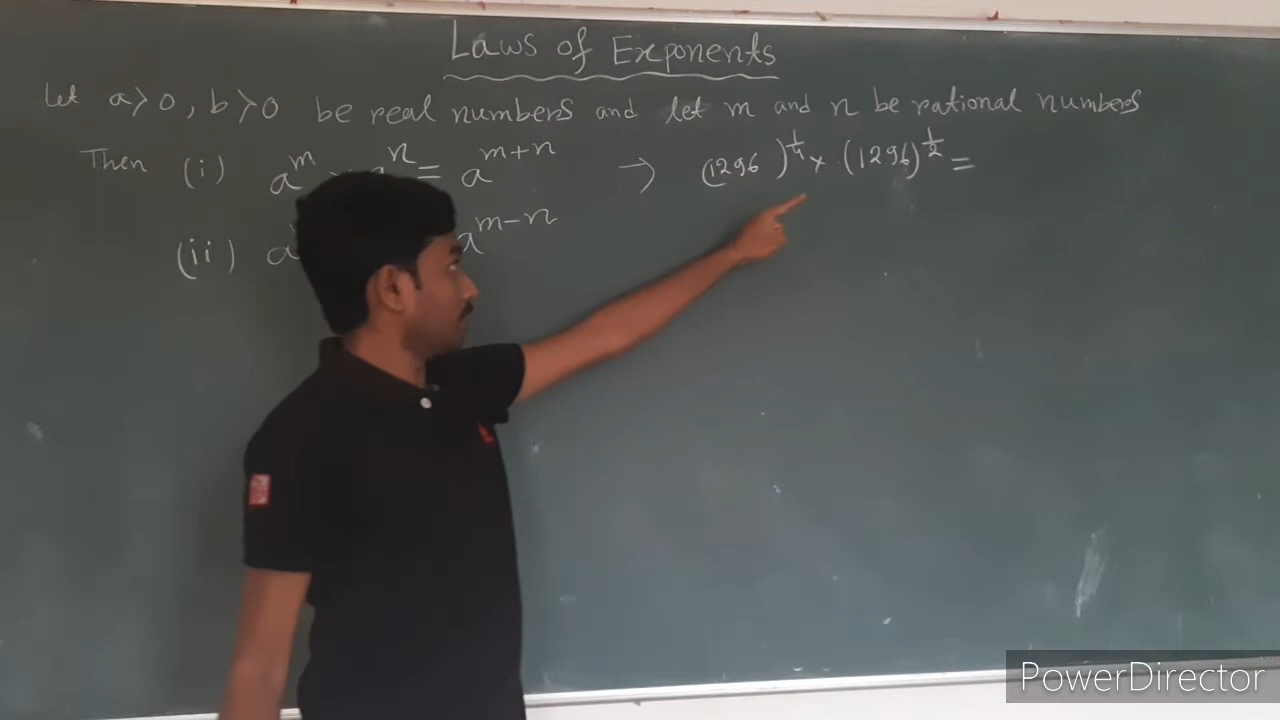 Laws of Exponents
Let a > 0, b > 0 be real numbers and let m and n be rational numbers
Then (i) a^m × a^n = a^{m+n} → (1296)^{1/4} × (1296)^{1/2} =
(ii) a a^{m-n}
PowerDirector